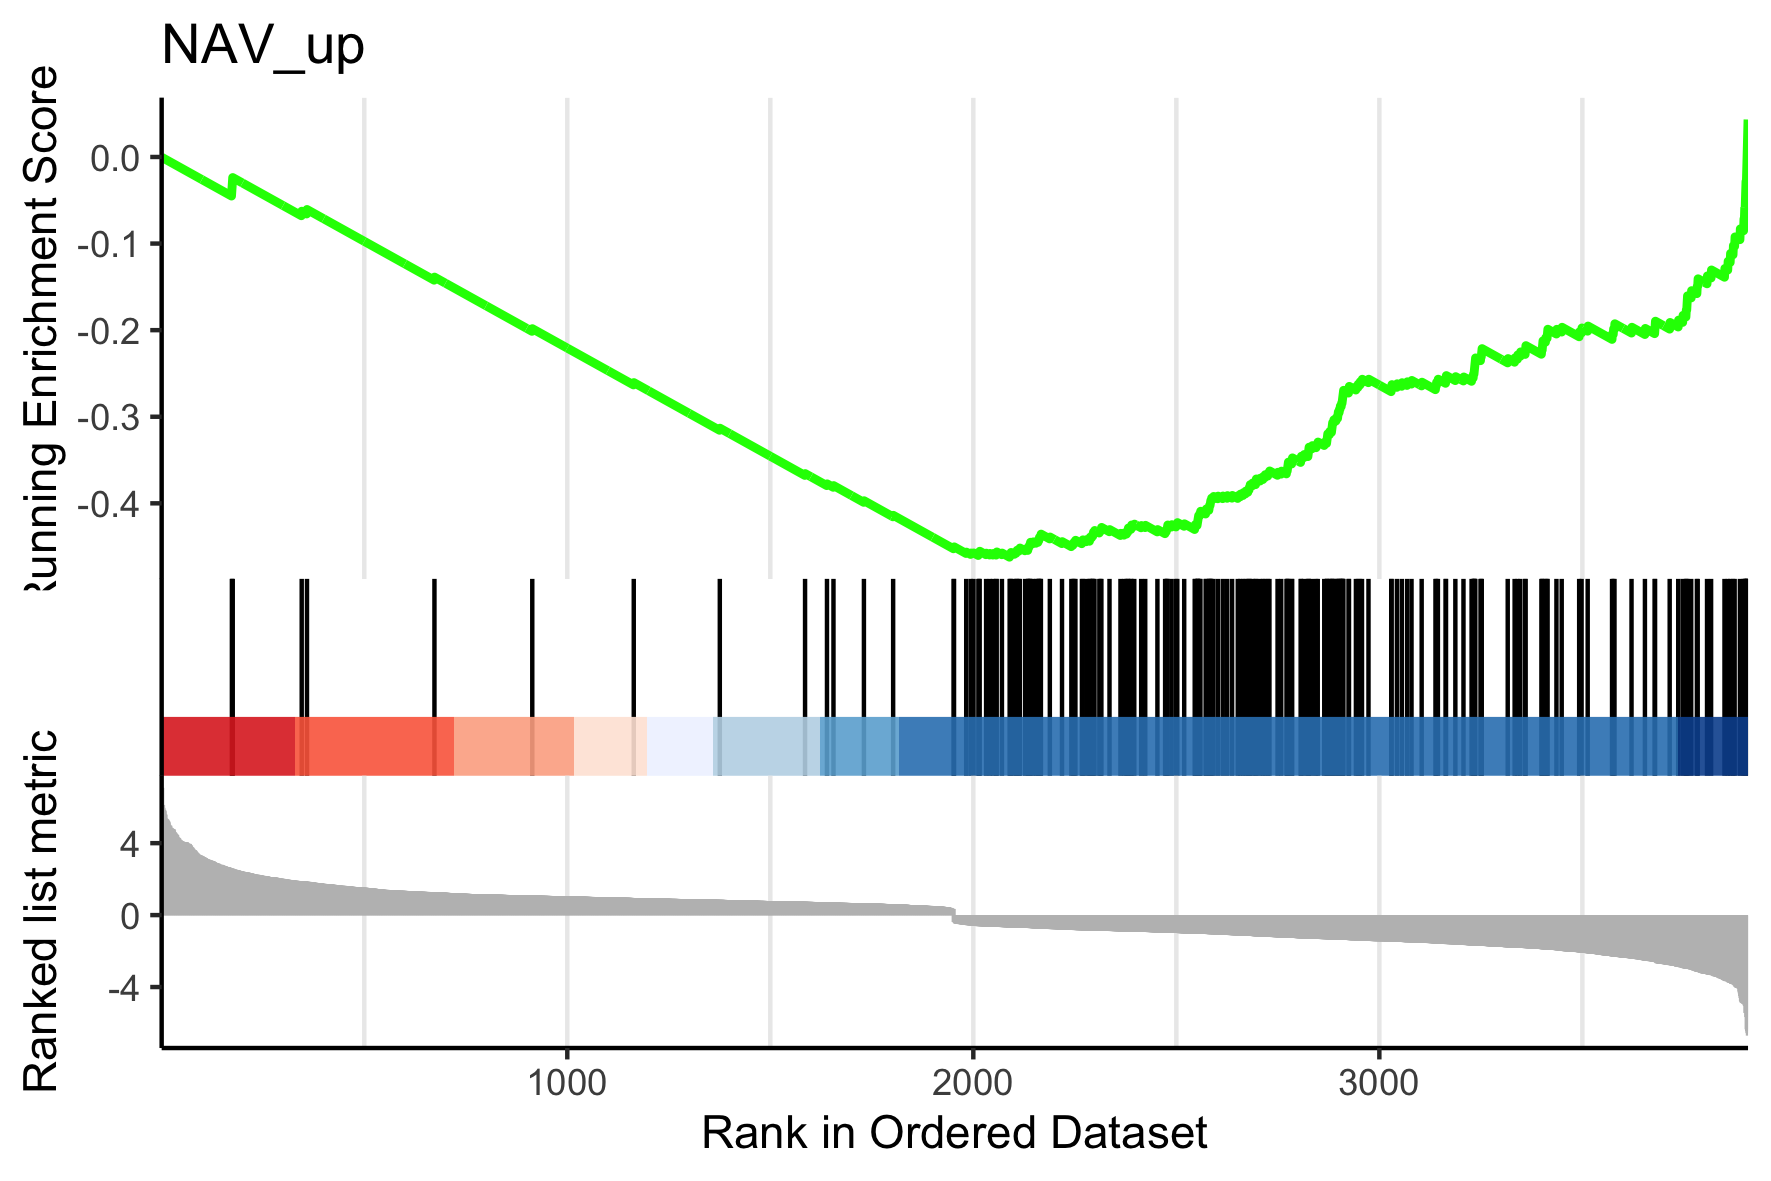 NAV_up
Running Enrichment Score
0.0
-0.1
-0.2
-0.3
-0.4
Ranked list metric
4
0
-4
1000
2000
3000
Rank in Ordered Dataset